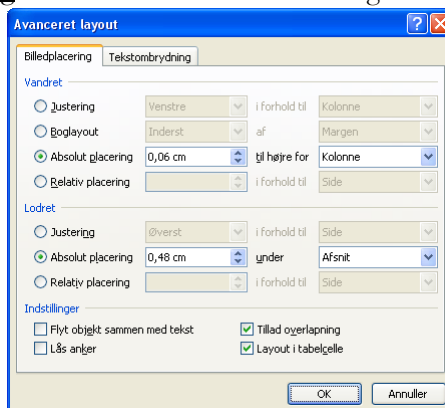 Avanceret layout
Billedplacering Tekstombrydning
Vandret
Justering Venstre i forhold til Kolonne
Boglayout Inderst af Margen
Absolut placering 0,06 cm til højre for Kolonne
Relativ placering i forhold til Side
Lodret
Justering Øverst i forhold til Side
Absolut placering 0,48 cm under Afsnit
Relativ placering i forhold til Side
Indstillinger
Flyt objekt sammen med tekst Tillad overlapning
Lås anker Layout i tabelcelle
OK Annuller